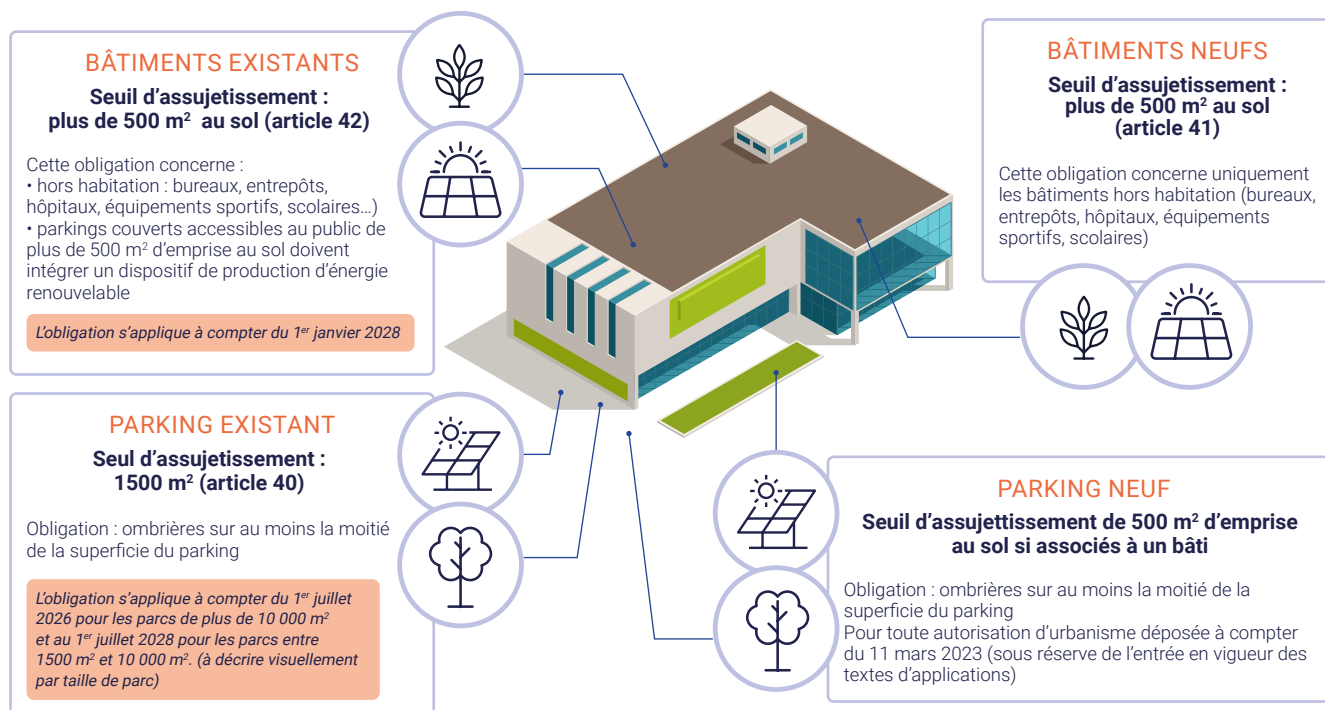 BÂTIMENTS EXISTANTS
Seuil d’assujetissement :
plus de 500 m² au sol (article 42)
Cette obligation concerne :
• hors habitation : bureaux, entrepôts,
hôpitaux, équipements sportifs, scolaires…)
• parkings couverts accessibles au public de
plus de 500 m² d’emprise au sol doivent
intégrer un dispositif de production d’énergie
renouvelable
L’obligation s’applique à compter du 1er janvier 2028
BÂTIMENTS NEUFS
Seuil d’assujetissement :
plus de 500 m² au sol
(article 41)
Cette obligation concerne uniquement
les bâtiments hors habitation (bureaux,
entrepôts, hôpitaux, équipements
sportifs, scolaires)
PARKING EXISTANT
Seul d’assujetissement :
1500 m² (article 40)
Obligation : ombrières sur au moins la moitié
de la superficie du parking
L’obligation s’applique à compter du 1er juillet
2026 pour les parcs de plus de 10 000 m²
et au 1er juillet 2028 pour les parcs entre
1500 m² et 10 000 m². (à décrire visuellement
par taille de parc)
PARKING NEUF
Seuil d’assujettissement de 500 m² d’emprise
au sol si associés à un bâti
Obligation : ombrières sur au moins la moitié de la
superficie du parking
Pour toute autorisation d’urbanisme déposée à compter
du 11 mars 2023 (sous réserve de l’entrée en vigueur des
textes d’applications)